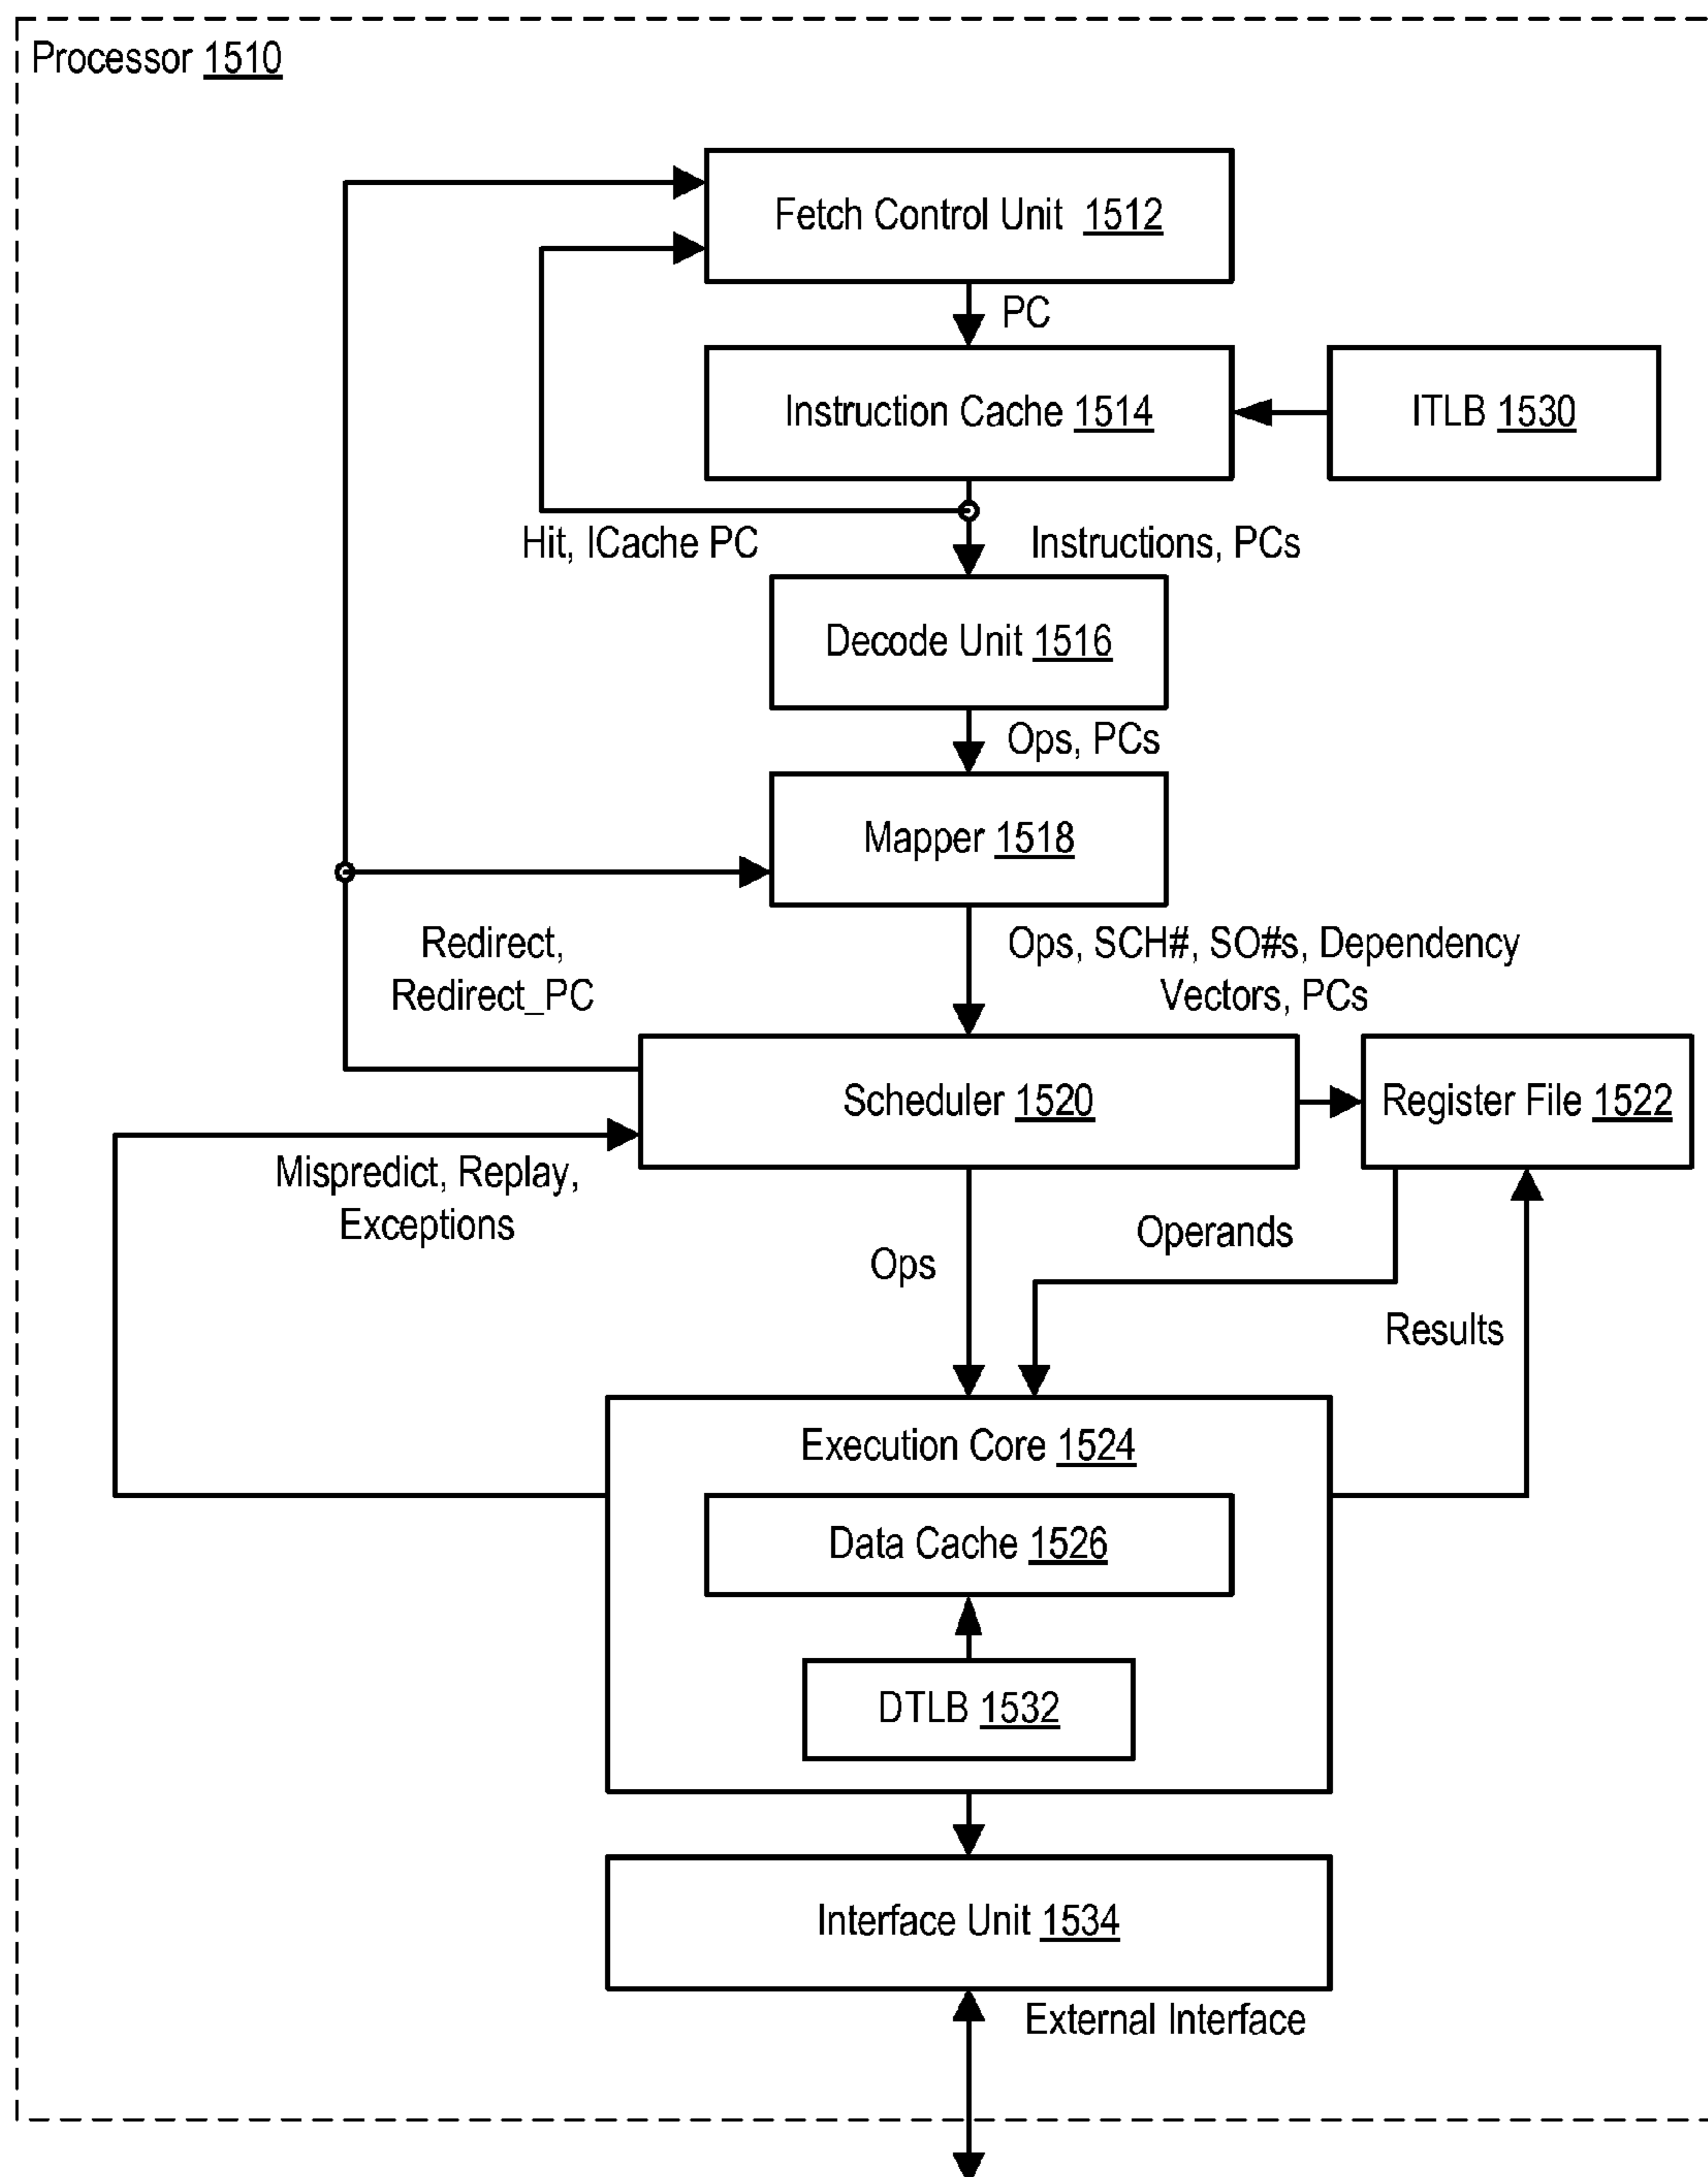 Processor 1510
Fetch Control Unit 1512
PC
Instruction Cache 1514
ITLB 1530
Hit, ICache PC
Instructions, PCs
Decode Unit 1516
Ops, PCs
Mapper 1518
Redirect,
Redirect_PC
Ops, SCH#, SO#s, Dependency
Vectors, PCs
Scheduler 1520
Register File 1522
Mispredict, Replay,
Exceptions
Operands
Ops
Results
Execution Core 1524
Data Cache 1526
DTLB 1532
Interface Unit 1534
External Interface